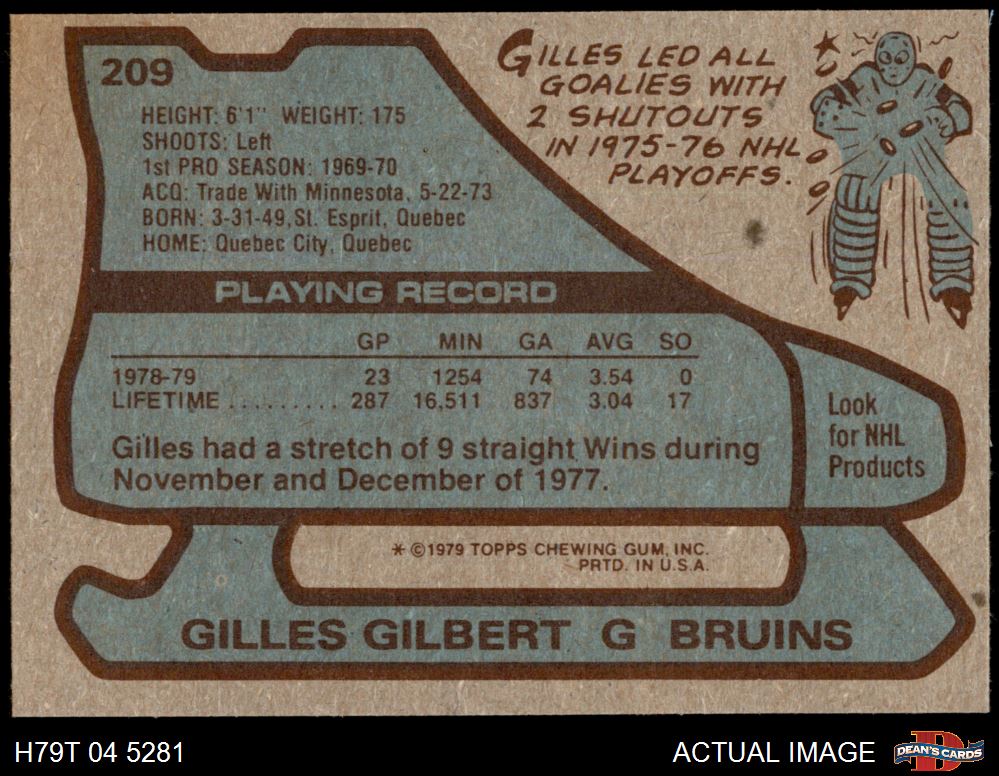 209
HEIGHT: 6'1" WEIGHT: 175
SHOOTS: Left
1st PRO SEASON: 1969-70
ACQ: Trade With Minnesota, 5-22-73
BORN: 3-31-49, St. Esprit, Quebec
HOME: Quebec City, Quebec
GILLES LED ALL
GOALIES WITH
2 SHUTOUTS
IN 1975-76 NHL
PLAYOFFS.
PLAYING RECORD
GP MIN GA AVG SO
1978-79 23 1254 74 3.54 0
LIFETIME ......... 287 16,511 837 3.04 17
Gilles had a stretch of 9 straight Wins during
November and December of 1977.
Look
for NHL
Products
* ©1979 TOPPS CHEWING GUM, INC.
PRTD. IN U.S.A.
GILLES GILBERT G BRUINS
H79T 04 5281
ACTUAL IMAGE
D
DEAN'S CARDS